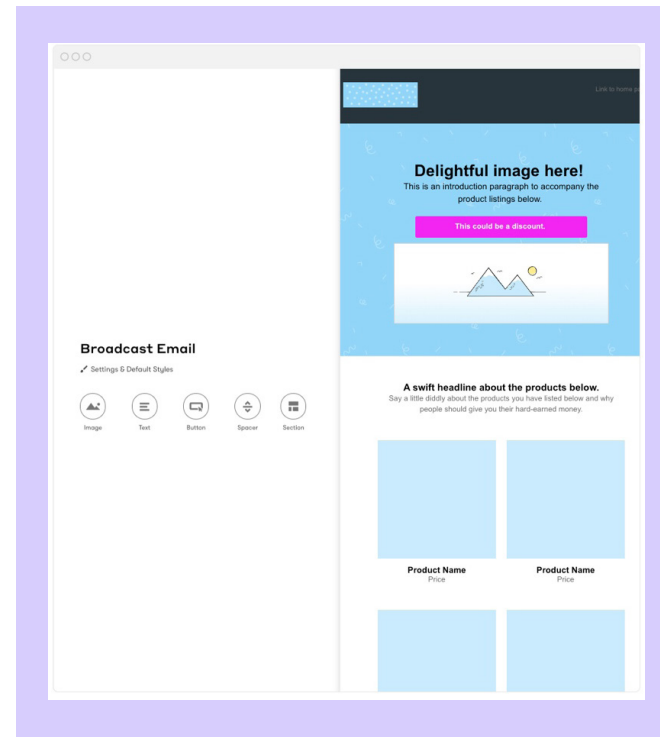 Broadcast Email
Settings & Default Styles
Image
Text
Button
Spacer
Section
Link to home
Delightful image here!
This is an introduction paragraph to accompany the
product listings below.
This could be a discount.
A swift headline about the products below.
Say a little diddly about the products you have listed below and why
people should give you their hard-earned money.
Product Name
Price
Product Name
Price